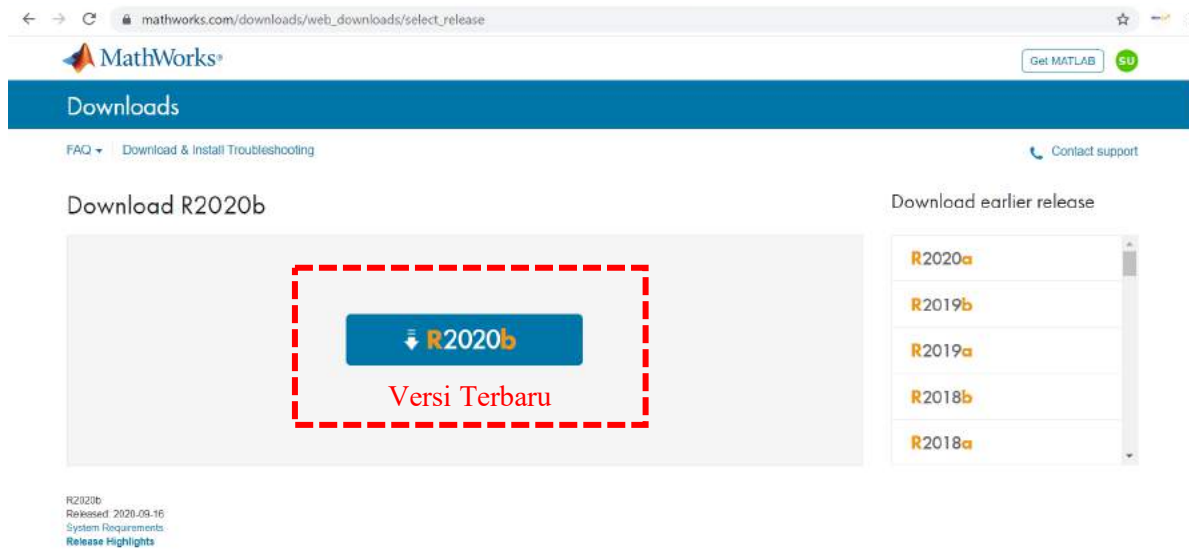 mathworks.com/downloads/web_downloads/select_release
MathWorks®
Get MATLAB
SU
Downloads
FAQ
Download & Install Troubleshooting
Contact support
Download R2020b
R2020b
Versi Terbaru
Download earlier release
R2020a
R2019b
R2019a
R2018b
R2018a
R2020b
Released: 2020-09-16
System Requirements
Release Highlights